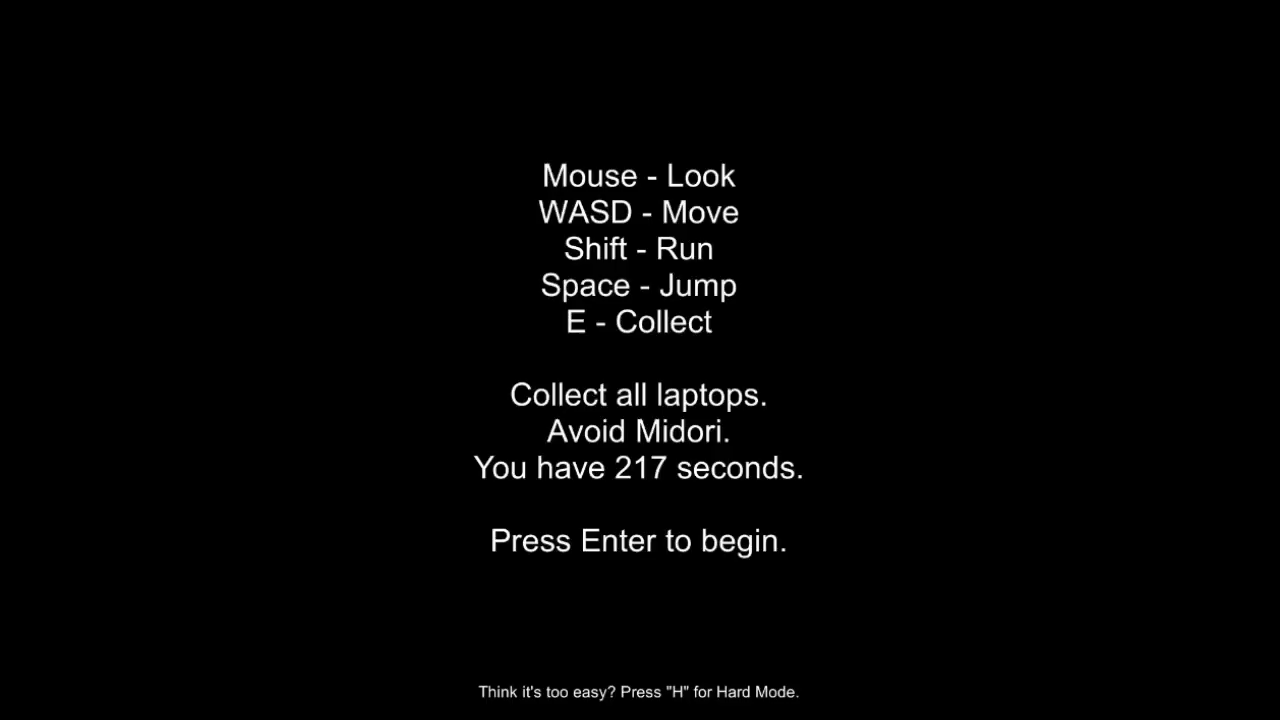 Mouse - Look
WASD - Move
Shift - Run
Space - Jump
E - Collect
Collect all laptops.
Avoid Midori.
You have 217 seconds.
Press Enter to begin.
Think it's too easy? Press "H" for Hard Mode.